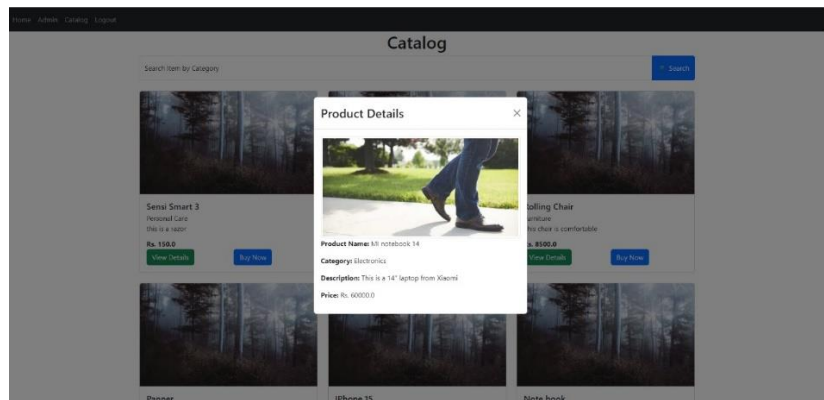 Home Admin Catalog Logout
Catalog
Search Item by Category
Search
Product Details
×
Product Name: Mi notebook 14
Category: Electronics
Description: This is a 14" laptop from Xiaomi
Price: Rs. 60000.0
Sensi Smart 3
Personal Care
this is a razor
Rs. 150.0
View Details Buy Now
olling Chair
urniture
his chair is comfortable
s. 8500.0
View Details Buy Now
iPhone 15
Note book